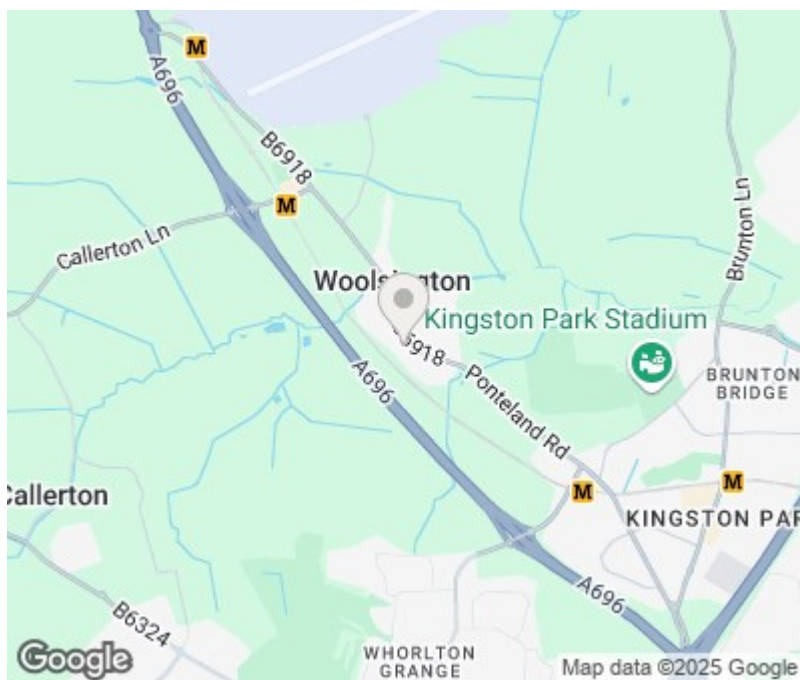 M
A696
B6918
M
Callerton Ln
Brunton Ln
Woolsington
Kingston Park Stadium
6918
A696
Ponteland Rd
BRUNTON
BRIDGE
M
M
Callerton
KINGSTON PAR
A696
B6324
WHORLTON
GRANGE
Google
Map data ©2025 Google